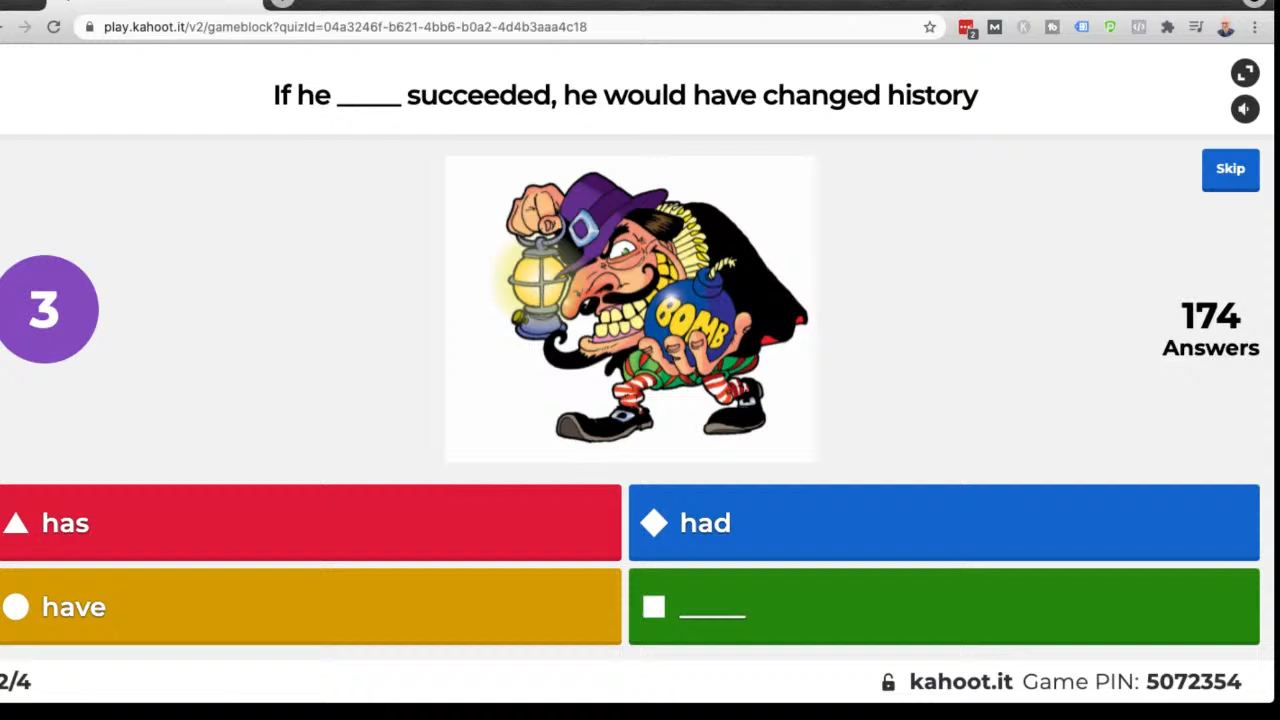 play.kahoot.it/v2/gameblock?quizId=04a3246f-b621-4bb6-b0a2-4d4b3aaa4c18
If he _____ succeeded, he would have changed history
Skip
3
BOMB
174
Answers
has
had
have
_____
2/4
kahoot.it Game PIN: 5072354